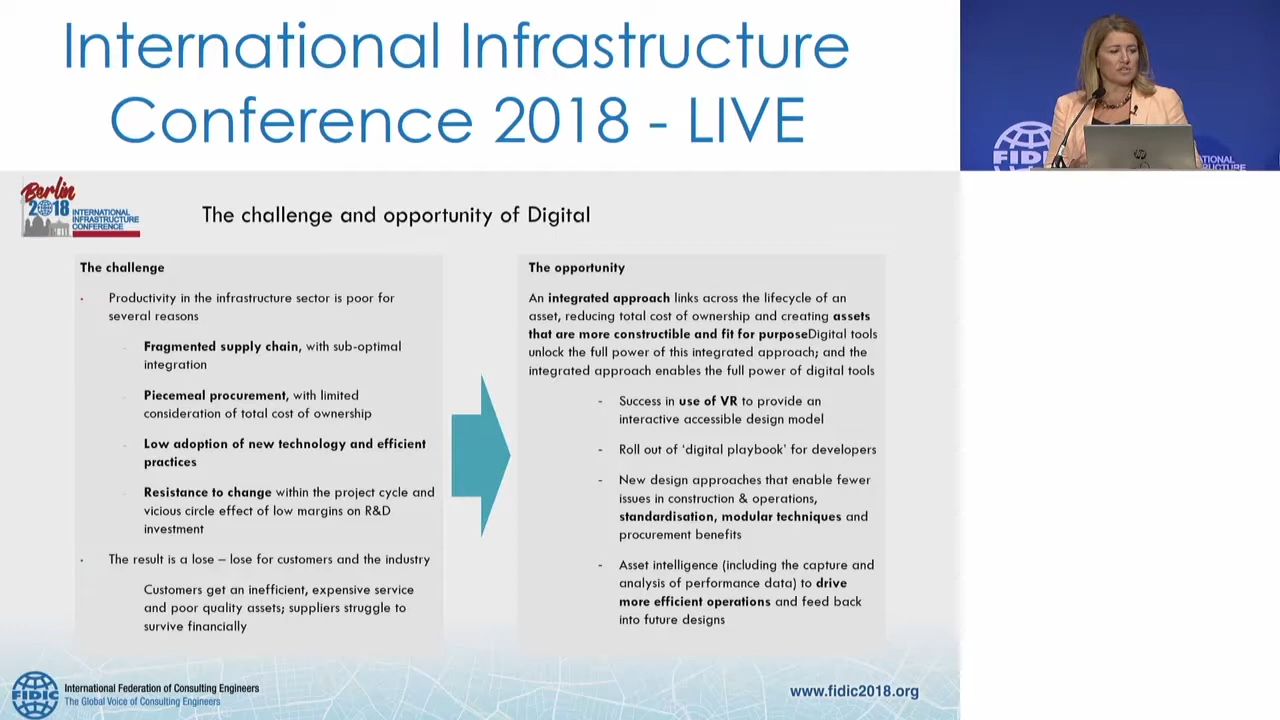 International Infrastructure
Conference 2018 - LIVE
FIDIC
TIONAL
RUCTURE
hp
Berlin
2018
INTERNATIONAL
INFRASTRUCTURE
CONFERENCE
The challenge and opportunity of Digital
The challenge
Productivity in the infrastructure sector is poor for
several reasons
Fragmented supply chain, with sub-optimal
integration
Piecemeal procurement, with limited
consideration of total cost of ownership
Low adoption of new technology and efficient
practices
Resistance to change within the project cycle and
vicious circle effect of low margins on R&D
investment
The result is a lose – lose for customers and the industry
Customers get an inefficient, expensive service
and poor quality assets; suppliers struggle to
survive financially
The opportunity
An integrated approach links across the lifecycle of an
asset, reducing total cost of ownership and creating assets
that are more constructible and fit for purposeDigital tools
unlock the full power of this integrated approach; and the
integrated approach enables the full power of digital tools
- Success in use of VR to provide an
interactive accessible design model
- Roll out of ‘digital playbook’ for developers
- New design approaches that enable fewer
issues in construction & operations,
standardisation, modular techniques and
procurement benefits
- Asset intelligence (including the capture and
analysis of performance data) to drive
more efficient operations and feed back
into future designs
FIDIC
International Federation of Consulting Engineers
The Global Voice of Consulting Engineers
www.fidic2018.org